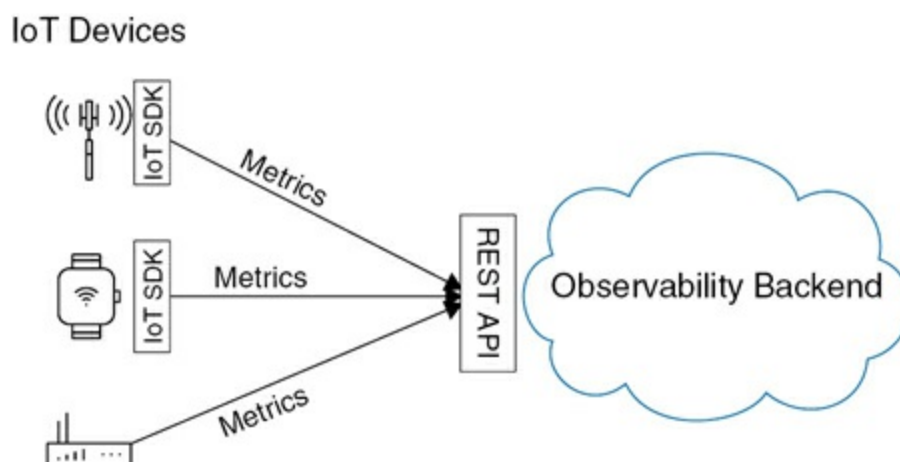 IoT Devices
IoT SDK
Metrics
IoT SDK
Metrics
Metrics
REST API
Observability Backend